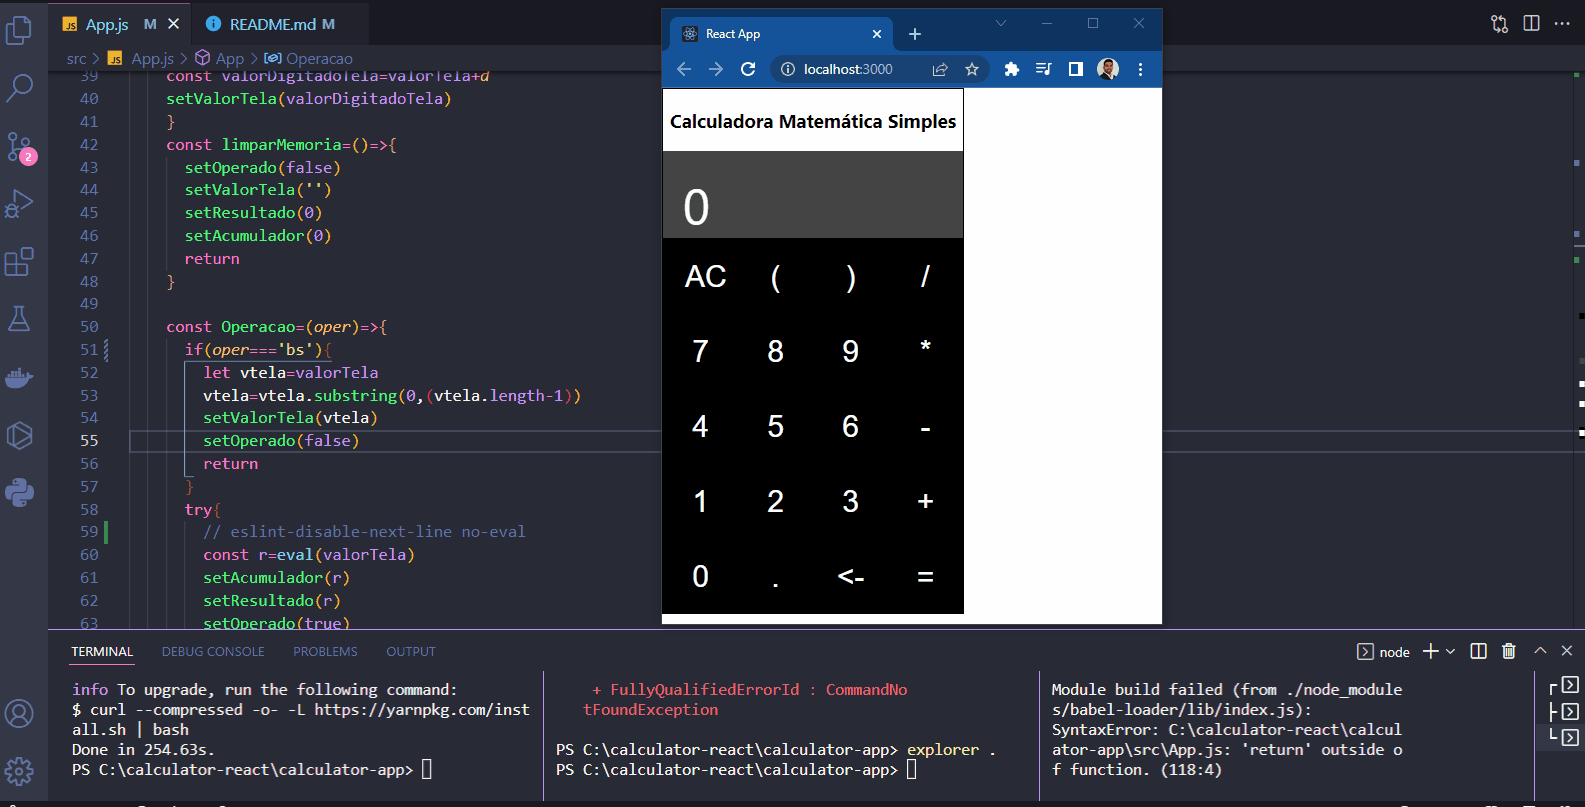 App.js M
README.md M
src > App.js > App > Operacao
39 const valorDigitadoTela=valorTela+d
40 setValorTela(valorDigitadoTela)
41 }
42 const limparMemoria=()=>{
43 setOperado(false)
44 setValorTela('')
45 setResultado(0)
46 setAcumulador(0)
47 return
48 }
49
50 const Operacao=(oper)=>{
51 if(oper==='bs'){
52 let vtela=valorTela
53 vtela=vtela.substring(0,(vtela.length-1))
54 setValorTela(vtela)
55 setOperado(false)
56 return
57 }
58 try{
59 // eslint-disable-next-line no-eval
60 const r=eval(valorTela)
61 setAcumulador(r)
62 setResultado(r)
63 setOperado(true)
2
React App
localhost:3000
Calculadora Matemática Simples
0
AC ( ) /
7 8 9 *
4 5 6 -
1 2 3 +
0 . <- =
TERMINAL DEBUG CONSOLE PROBLEMS OUTPUT
node
info To upgrade, run the following command:
$ curl --compressed -o- -L https://yarnpkg.com/inst
all.sh | bash
Done in 254.63s.
PS C:\calculator-react\calculator-app>
+ FullyQualifiedErrorId : CommandNo
tFoundException
PS C:\calculator-react\calculator-app> explorer .
PS C:\calculator-react\calculator-app>
Module build failed (from ./node_module
s/babel-loader/lib/index.js):
SyntaxError: C:\calculator-react\calcul
ator-app\src\App.js: 'return' outside o
f function. (118:4)